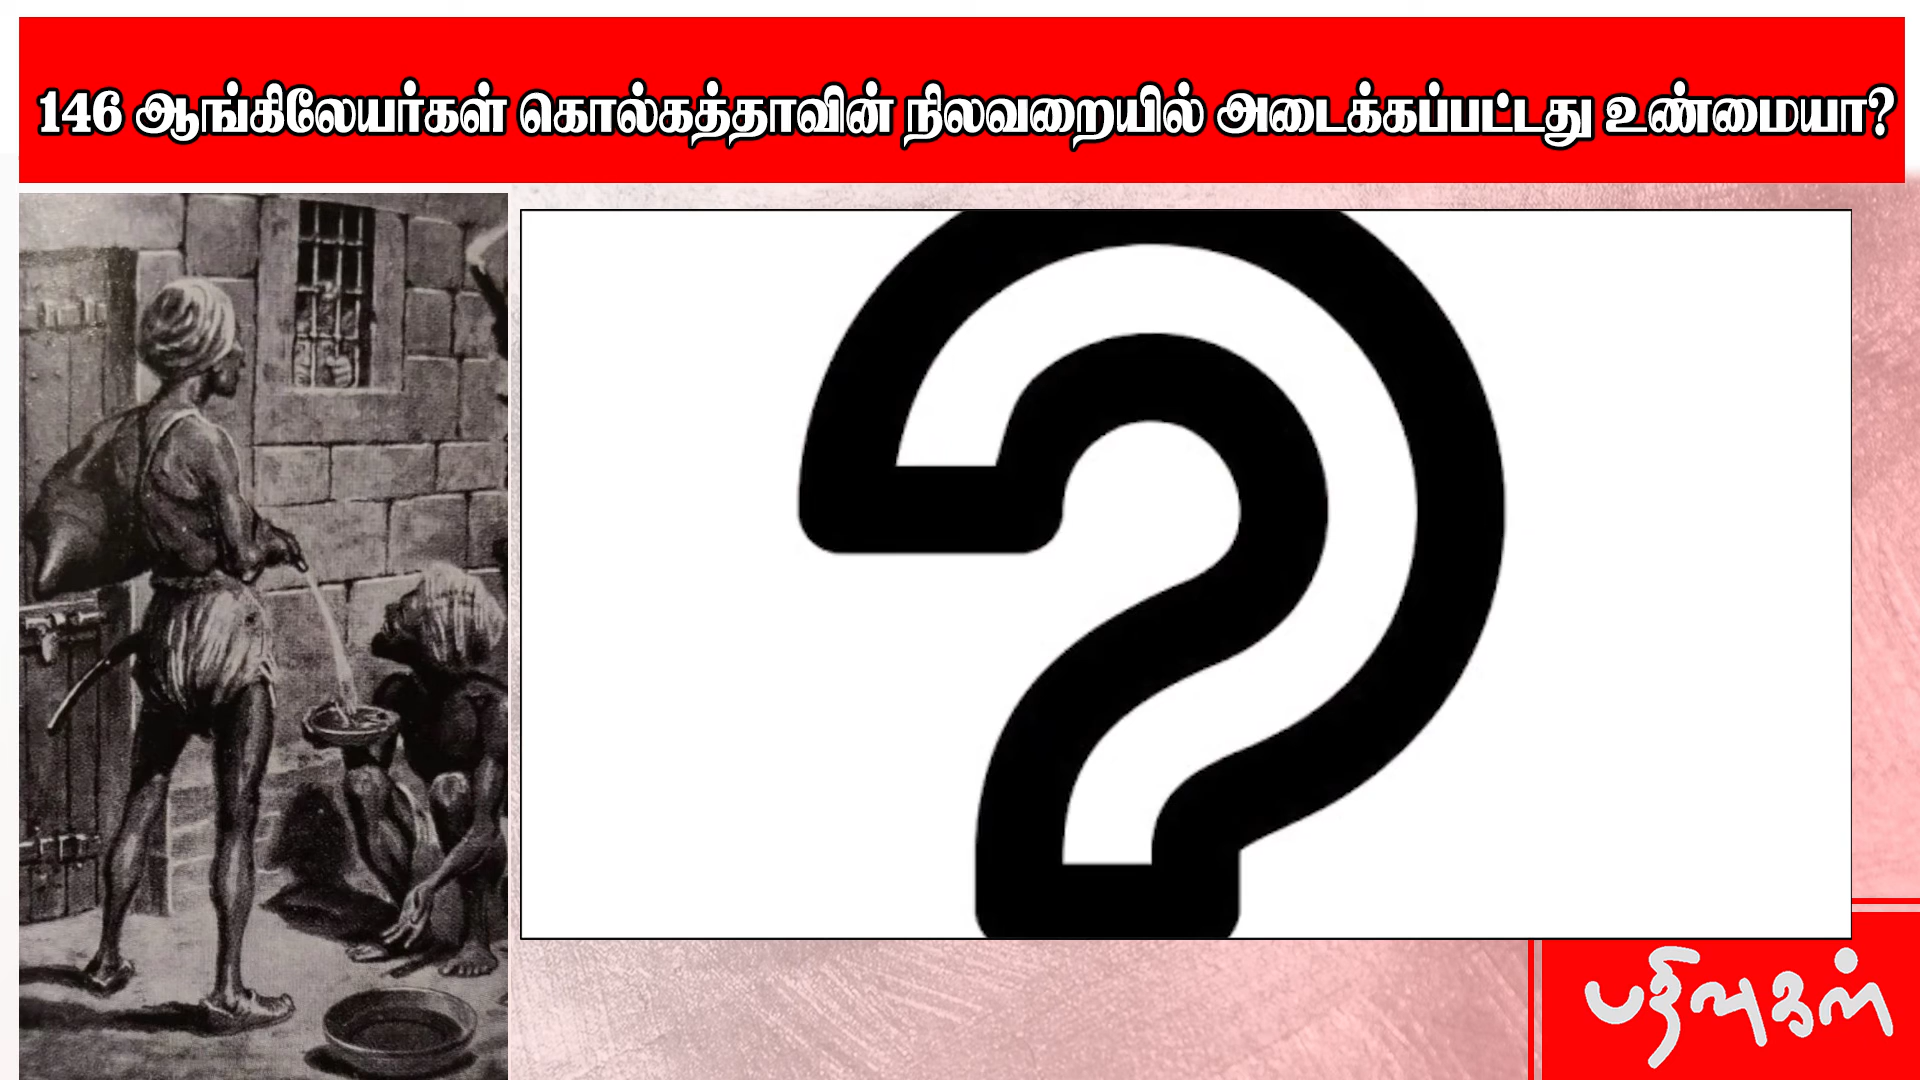 146 ஆங்கிலேயர்கள் கொல்கத்தாவின் நிலவறையில் அடைக்கப்பட்டது உண்மையா?
பதிவுகள்